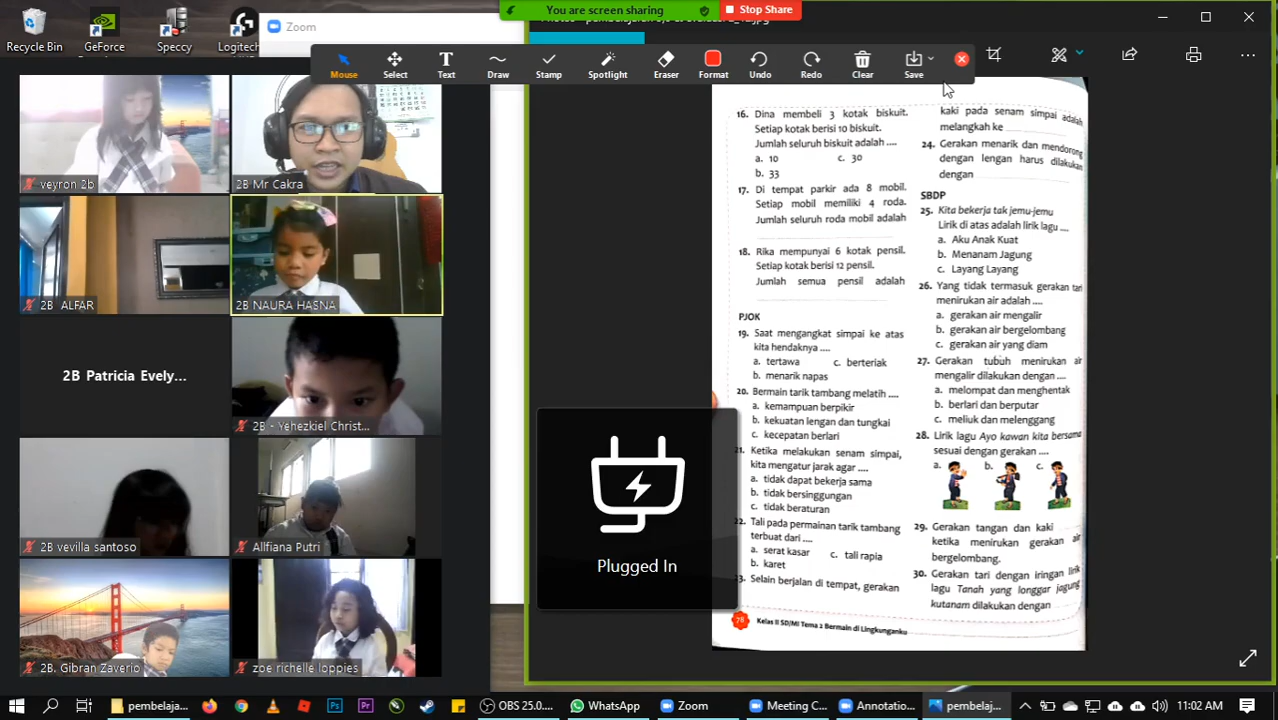 You are screen sharing
Stop Share
Zoom
Recycle Bin
GeForce
Speccy
Mouse
Select
Text
Draw
Stamp
Spotlight
Eraser
Format
Undo
Redo
Clear
Save
veyron 2b
2B Mr Cakra
2B ALFAR
2B NAURA HASNA
2B Patricia Evely...
2B - Yehezkiel Christ...
vevilla santoso
Allfiana Putri
2B. Gibran Zaverio
zoe richelle loppies
16. Dina membeli 3 kotak biskuit.
Setiap kotak berisi 10 biskuit.
Jumlah seluruh biskuit adalah ....
a. 10 c. 30
b. 33
17. Di tempat parkir ada 8 mobil.
Setiap mobil memiliki 4 roda.
Jumlah seluruh roda mobil adalah
18. Rika mempunyai 6 kotak pensil.
Setiap kotak berisi 12 pensil.
Jumlah semua pensil adalah
PJOK
19. Saat mengangkat simpai ke atas
kita hendaknya ....
a. tertawa c. berteriak
b. menarik napas
20. Bermain tarik tambang melatih ....
a. kemampuan berpikir
b. kekuatan lengan dan tungkai
c. kecepatan berlari
21. Ketika melakukan senam simpai,
kita mengatur jarak agar ....
a. tidak dapat bekerja sama
b. tidak bersinggungan
c. tidak beraturan
22. Tali pada permainan tarik tambang
terbuat dari ....
a. serat kasar c. tali rapia
b. karet
23. Selain berjalan di tempat, gerakan
78 Kelas II SD/MI Tema 2 Bermain di Lingkunganku
kaki pada senam simpai adalah
melangkah ke
24. Gerakan menarik dan mendorong
dengan lengan harus dilakukan
dengan
SBDP
25. Kita bekerja tak jemu-jemu
Lirik di atas adalah lirik lagu ....
a. Aku Anak Kuat
b. Menanam Jagung
c. Layang Layang
26. Yang tidak termasuk gerakan tari
menirukan air adalah ....
a. gerakan air mengalir
b. gerakan air bergelombang
c. gerakan air yang diam
27. Gerakan tubuh menirukan air
mengalir dilakukan dengan ....
a. melompat dan menghentak
b. berlari dan berputar
c. meliuk dan melenggang
28. Lirik lagu Ayo kawan kita bersama
sesuai dengan gerakan ....
a. b. c.
29. Gerakan tangan dan kaki
ketika menirukan gerakan air
bergelombang.
30. Gerakan tari dengan iringan lirik
lagu Tanah yang longgar jagung
kutanam dilakukan dengan
Plugged In
pembelaja...
OBS 25.0....
WhatsApp
Zoom
Meeting C...
Annotatio...
pembelaj...
11:02 AM